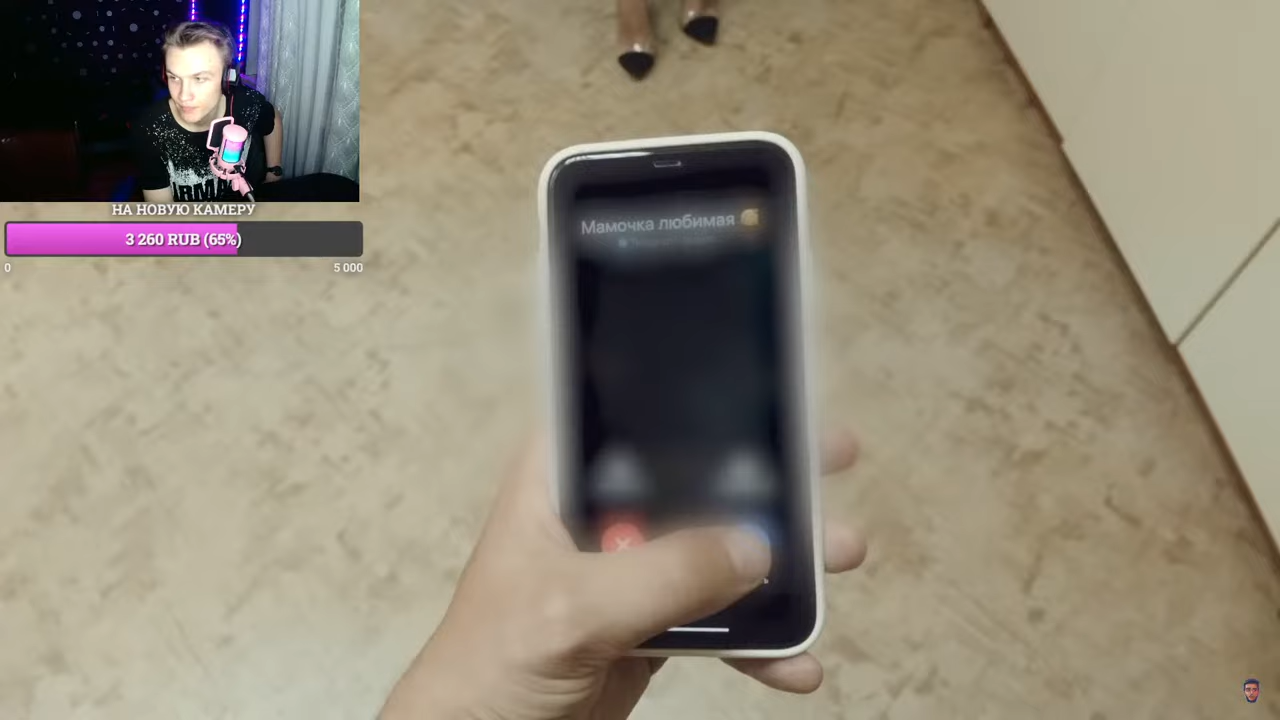 НА НОВУЮ КАМЕРУ
3 260 RUB (65%)
0
5 000
Мамочка любимая